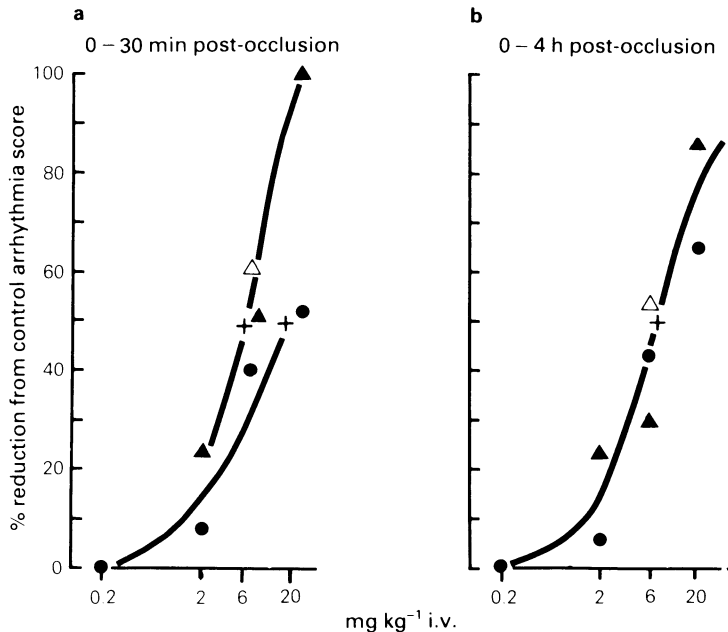 a
0 – 30 min post-occlusion
% reduction from control arrhythmia score
100
80
60
40
20
0
0.2
2
6
20
b
0 – 4 h post-occlusion
0
0.2
2
6
20
mg kg⁻¹ i.v.